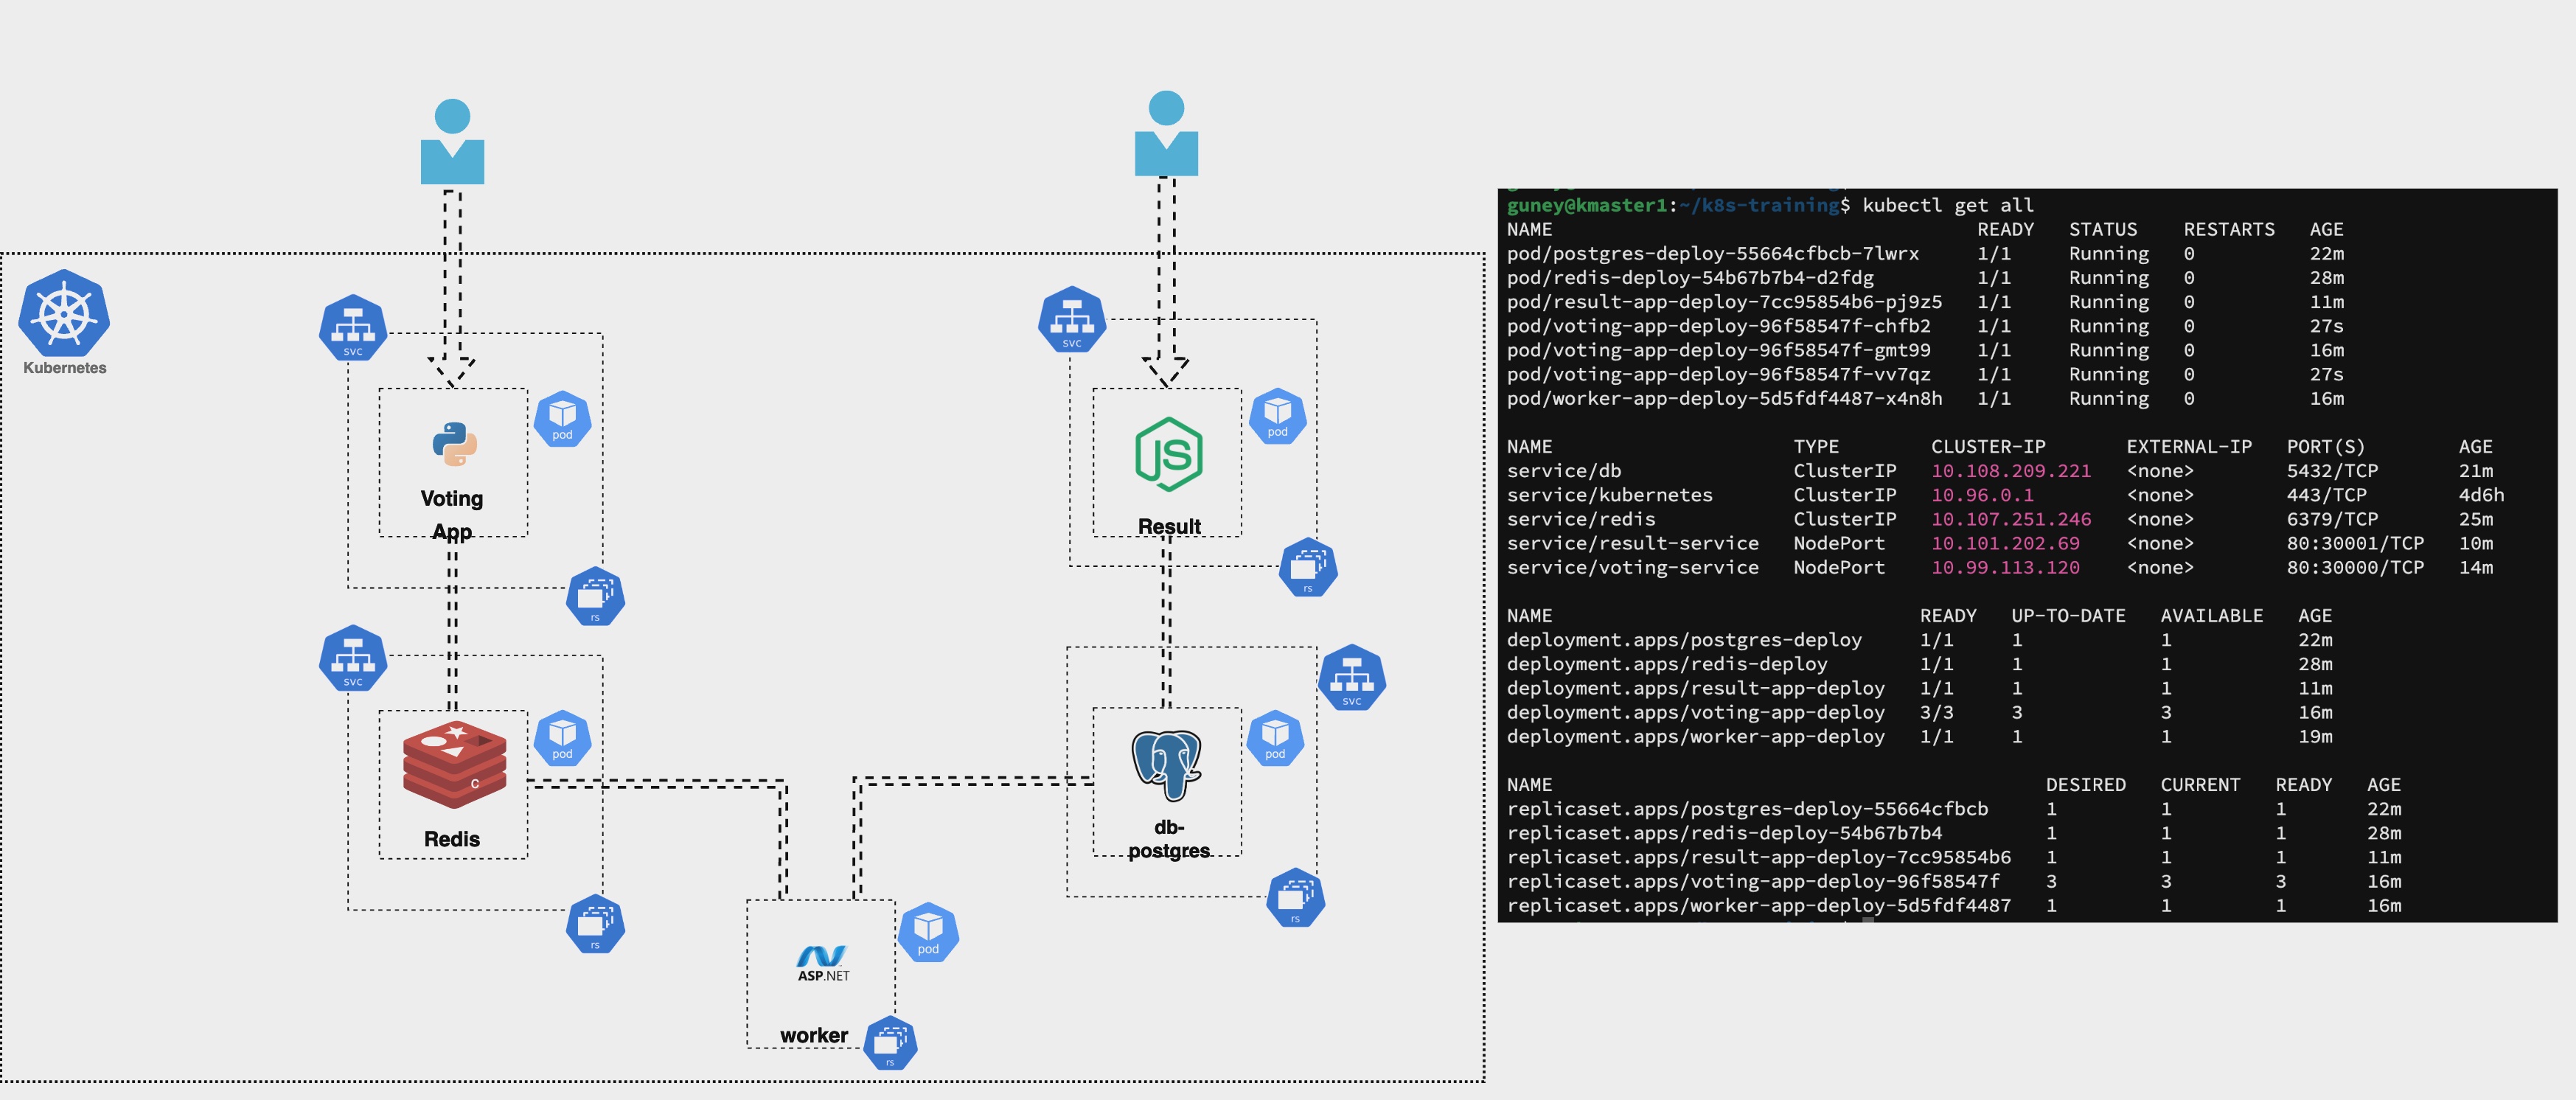 Kubernetes
svc
pod
Voting
App
rs
svc
pod
JS
Result
rs
svc
pod
C
Redis
rs
svc
pod
db-
postgres
rs
pod
ASP.NET
worker
rs
guney@kmaster1:~/k8s-training$ kubectl get all
NAME READY STATUS RESTARTS AGE
pod/postgres-deploy-55664cfbcb-7lwrx 1/1 Running 0 22m
pod/redis-deploy-54b67b7b4-d2fdg 1/1 Running 0 28m
pod/result-app-deploy-7cc95854b6-pj9z5 1/1 Running 0 11m
pod/voting-app-deploy-96f58547f-chfb2 1/1 Running 0 27s
pod/voting-app-deploy-96f58547f-gmt99 1/1 Running 0 16m
pod/voting-app-deploy-96f58547f-vv7qz 1/1 Running 0 27s
pod/worker-app-deploy-5d5fdf4487-x4n8h 1/1 Running 0 16m
NAME TYPE CLUSTER-IP EXTERNAL-IP PORT(S) AGE
service/db ClusterIP 10.108.209.221 <none> 5432/TCP 21m
service/kubernetes ClusterIP 10.96.0.1 <none> 443/TCP 4d6h
service/redis ClusterIP 10.107.251.246 <none> 6379/TCP 25m
service/result-service NodePort 10.101.202.69 <none> 80:30001/TCP 10m
service/voting-service NodePort 10.99.113.120 <none> 80:30000/TCP 14m
NAME READY UP-TO-DATE AVAILABLE AGE
deployment.apps/postgres-deploy 1/1 1 1 22m
deployment.apps/redis-deploy 1/1 1 1 28m
deployment.apps/result-app-deploy 1/1 1 1 11m
deployment.apps/voting-app-deploy 3/3 3 3 16m
deployment.apps/worker-app-deploy 1/1 1 1 19m
NAME DESIRED CURRENT READY AGE
replicaset.apps/postgres-deploy-55664cfbcb 1 1 1 22m
replicaset.apps/redis-deploy-54b67b7b4 1 1 1 28m
replicaset.apps/result-app-deploy-7cc95854b6 1 1 1 11m
replicaset.apps/voting-app-deploy-96f58547f 3 3 3 16m
replicaset.apps/worker-app-deploy-5d5fdf4487 1 1 1 16m